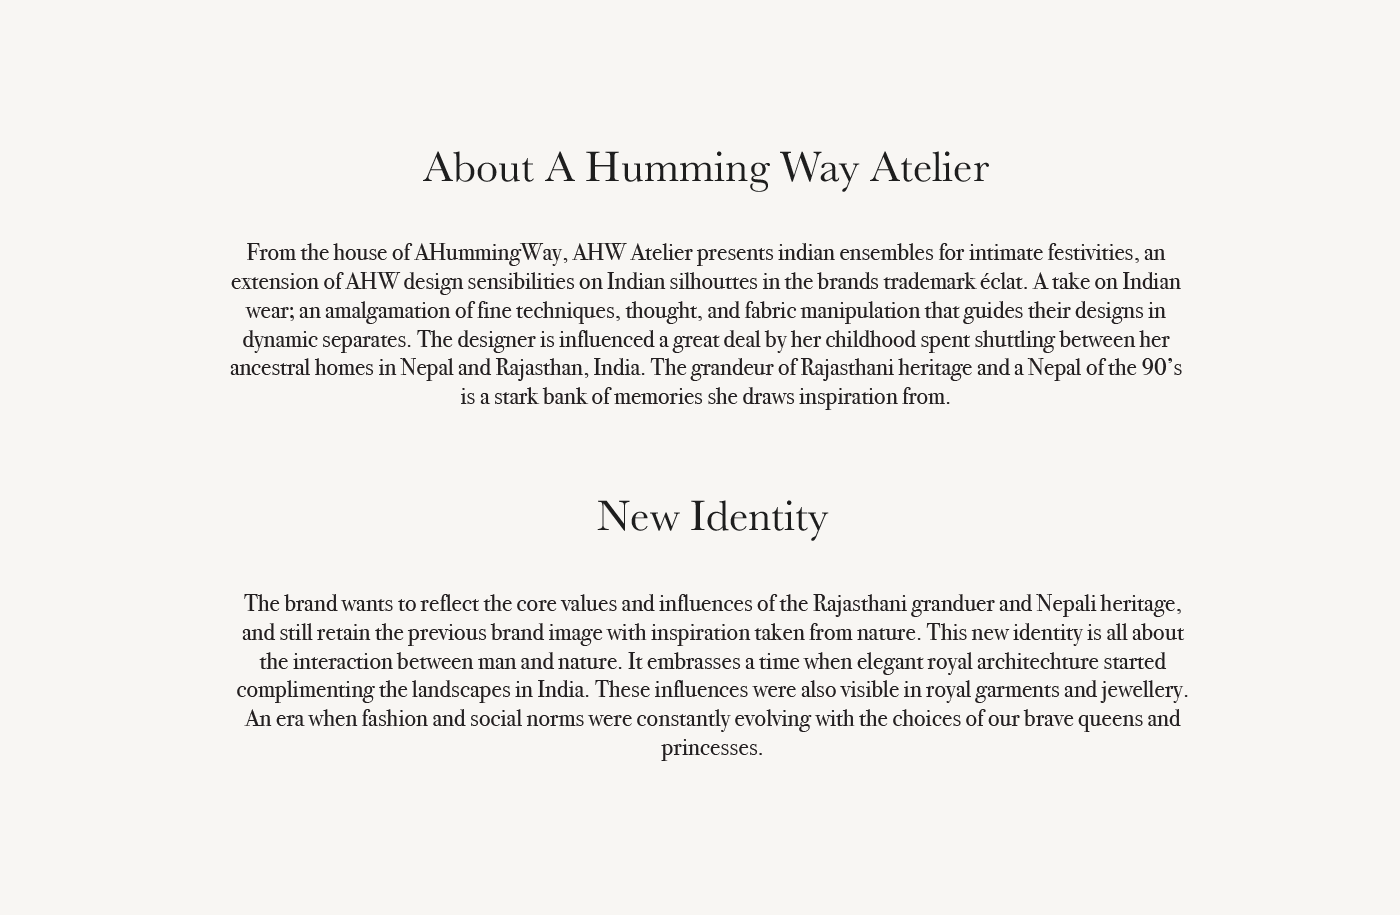 About A Humming Way Atelier
From the house of AHummingWay, AHW Atelier presents indian ensembles for intimate festivities, an
extension of AHW design sensibilities on Indian silhouttes in the brands trademark éclat. A take on Indian
wear; an amalgamation of fine techniques, thought, and fabric manipulation that guides their designs in
dynamic separates. The designer is influenced a great deal by her childhood spent shuttling between her
ancestral homes in Nepal and Rajasthan, India. The grandeur of Rajasthani heritage and a Nepal of the 90’s
is a stark bank of memories she draws inspiration from.
New Identity
The brand wants to reflect the core values and influences of the Rajasthani granduer and Nepali heritage,
and still retain the previous brand image with inspiration taken from nature. This new identity is all about
the interaction between man and nature. It embrasses a time when elegant royal architechture started
complimenting the landscapes in India. These influences were also visible in royal garments and jewellery.
An era when fashion and social norms were constantly evolving with the choices of our brave queens and
princesses.